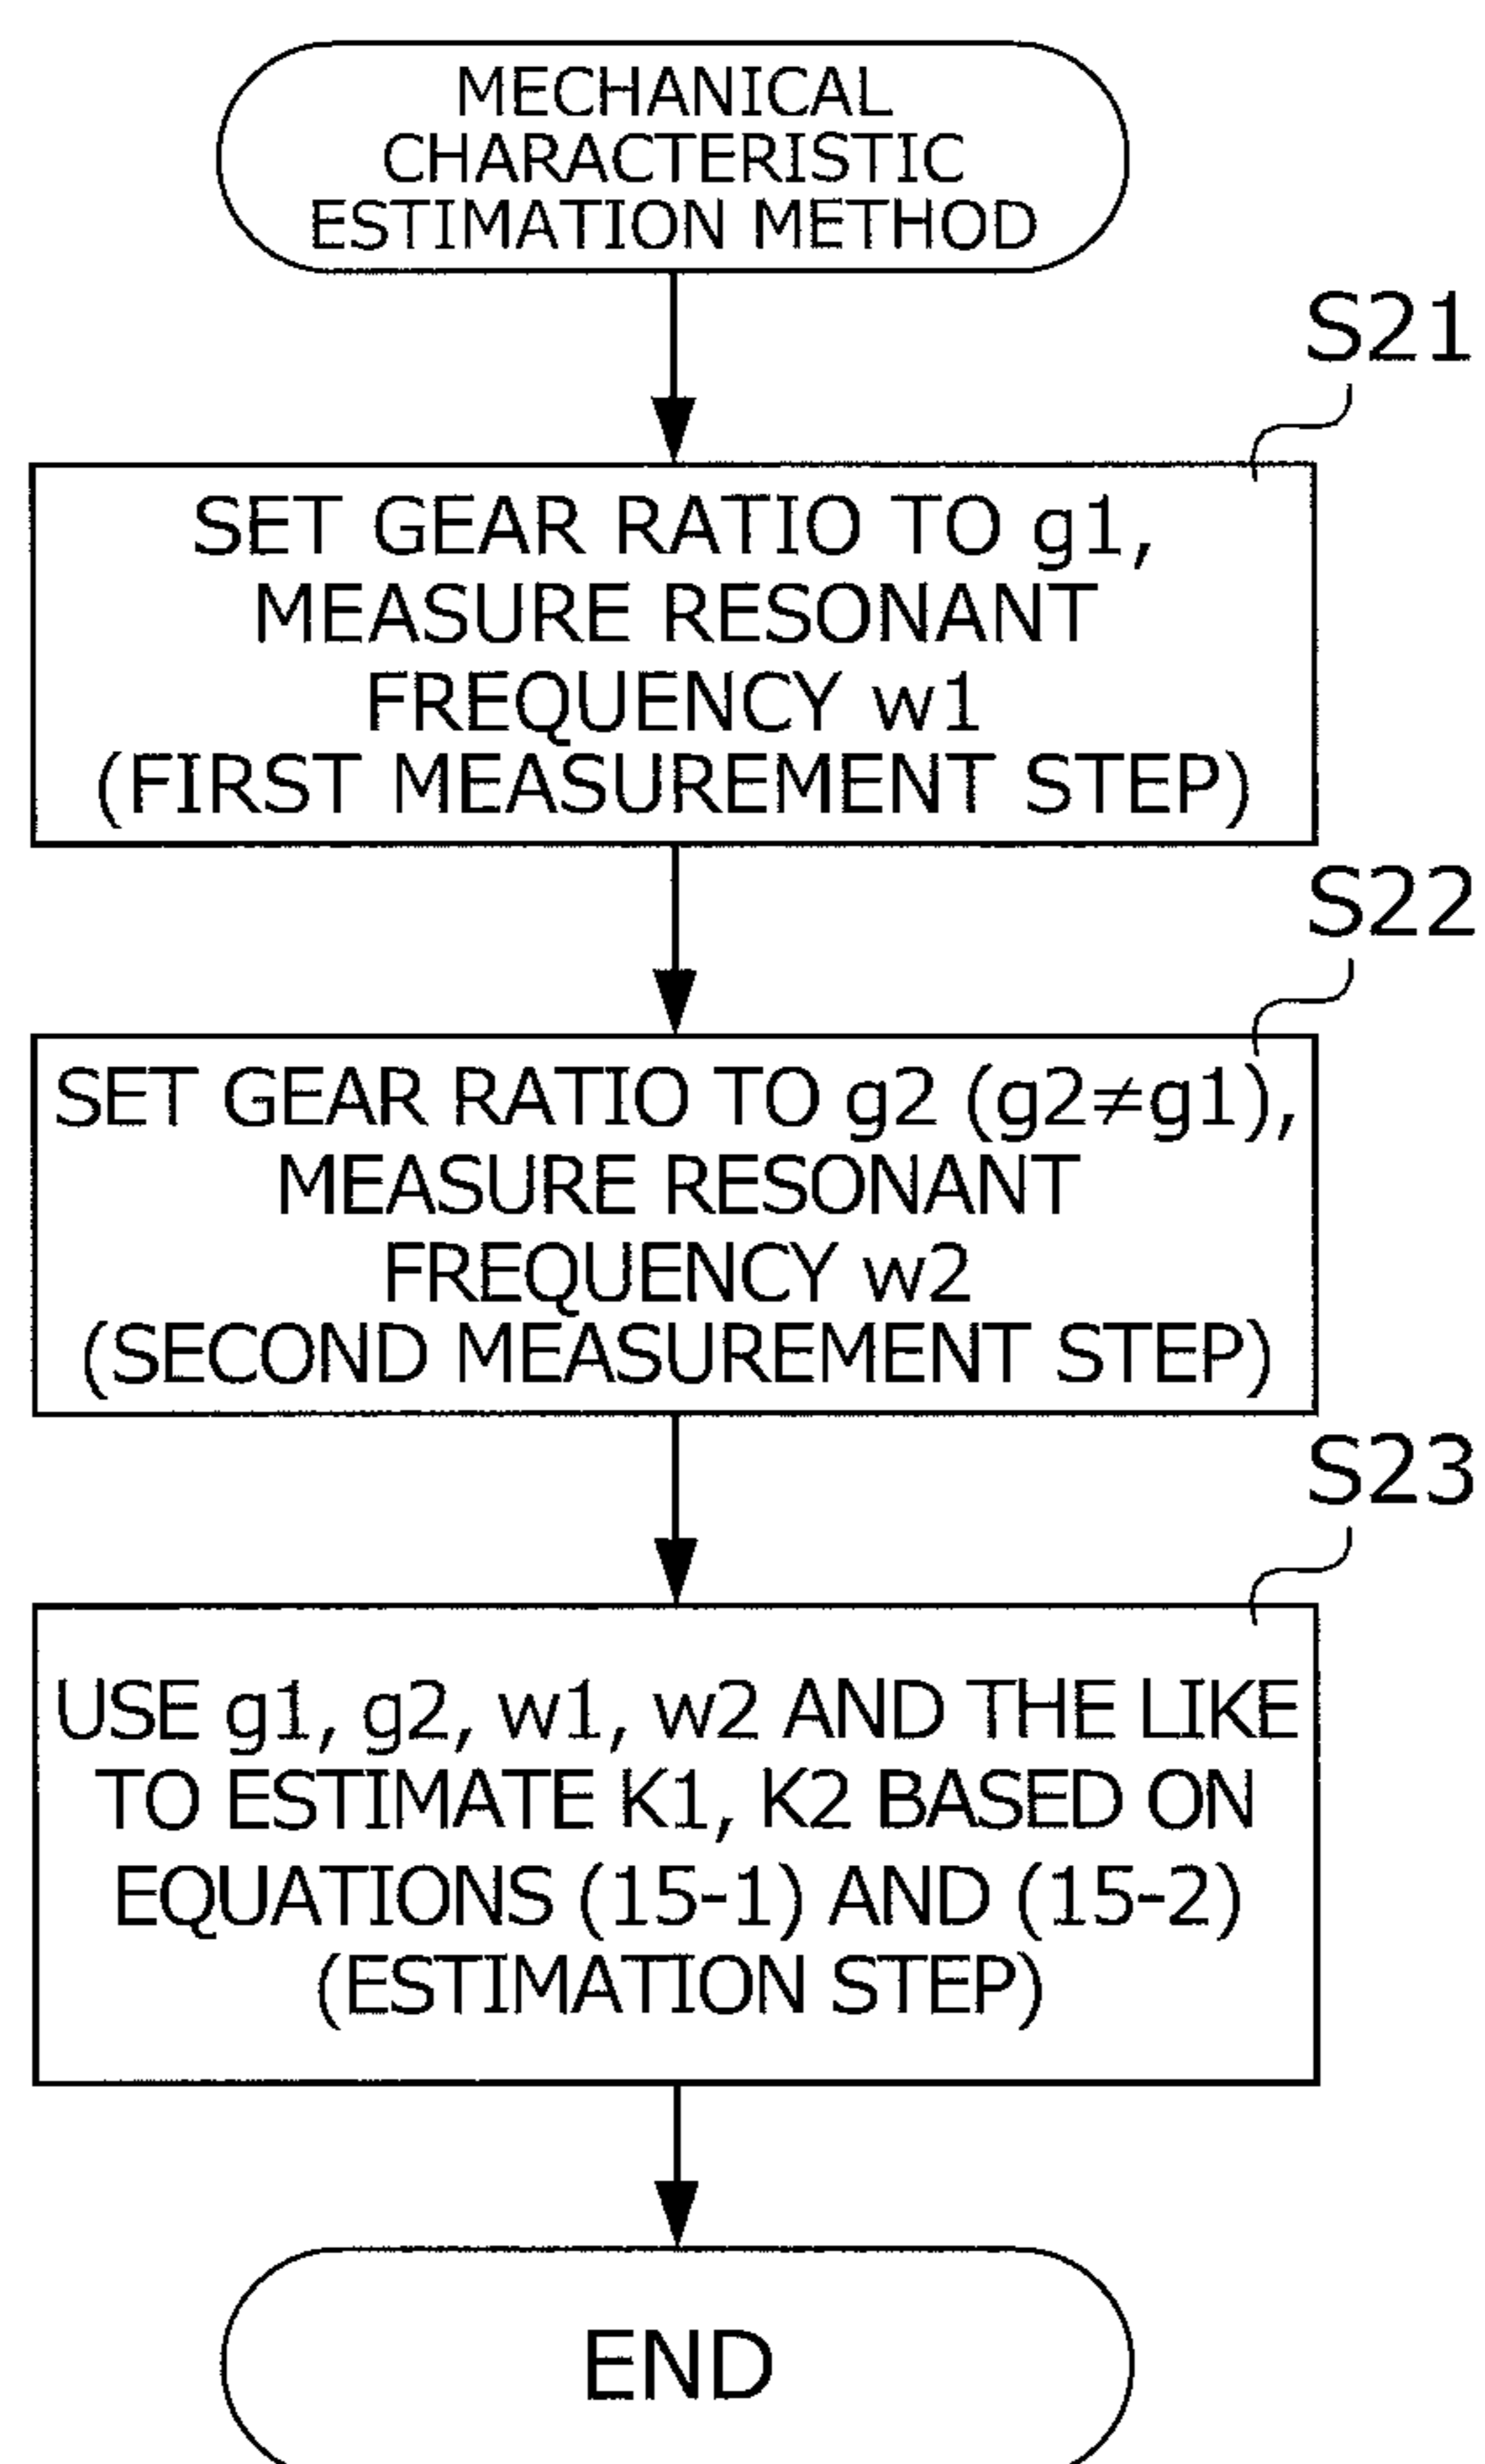 MECHANICAL
CHARACTERISTIC
ESTIMATION METHOD
S21
SET GEAR RATIO TO g1,
MEASURE RESONANT
FREQUENCY w1
(FIRST MEASUREMENT STEP)
S22
SET GEAR RATIO TO g2 (g2≠g1),
MEASURE RESONANT
FREQUENCY w2
(SECOND MEASUREMENT STEP)
S23
USE g1, g2, w1, w2 AND THE LIKE
TO ESTIMATE K1, K2 BASED ON
EQUATIONS (15-1) AND (15-2)
(ESTIMATION STEP)
END